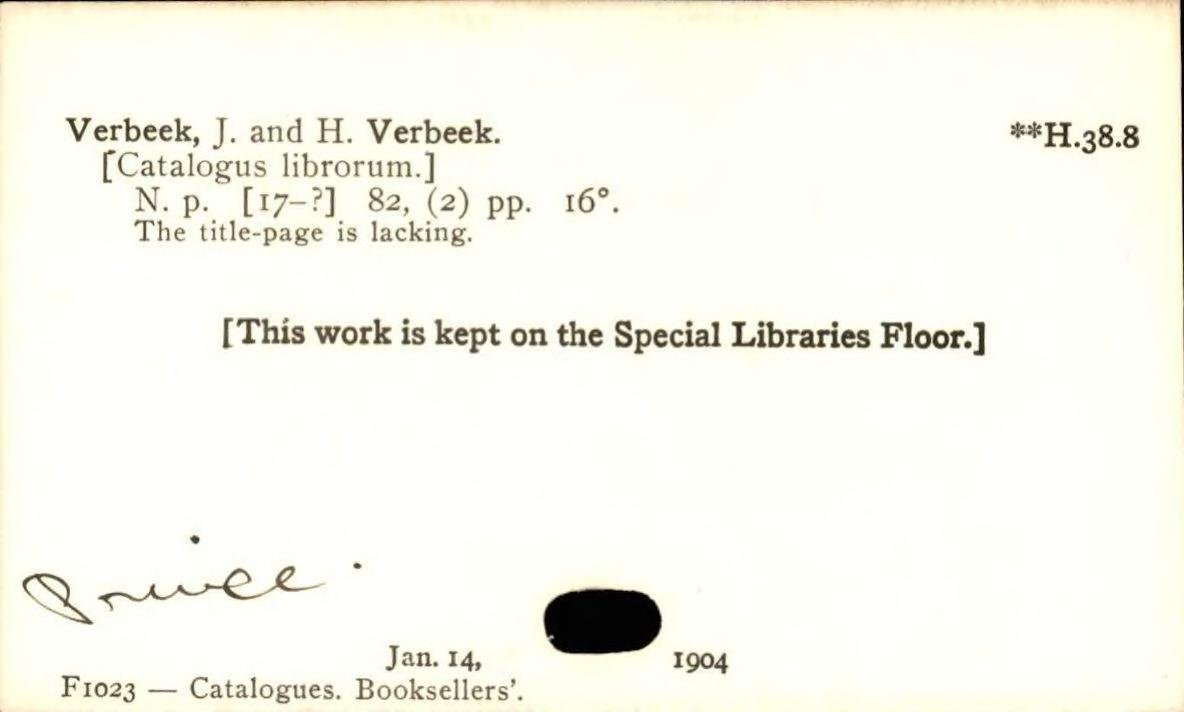 Verbeek, J. and H. Verbeek. **H.38.8
[Catalogus librorum.]
N. p. [17-?] 82, (2) pp. 16°.
The title-page is lacking.
[This work is kept on the Special Libraries Floor.]
Jan. 14, 1904
F1023 — Catalogues. Booksellers'.